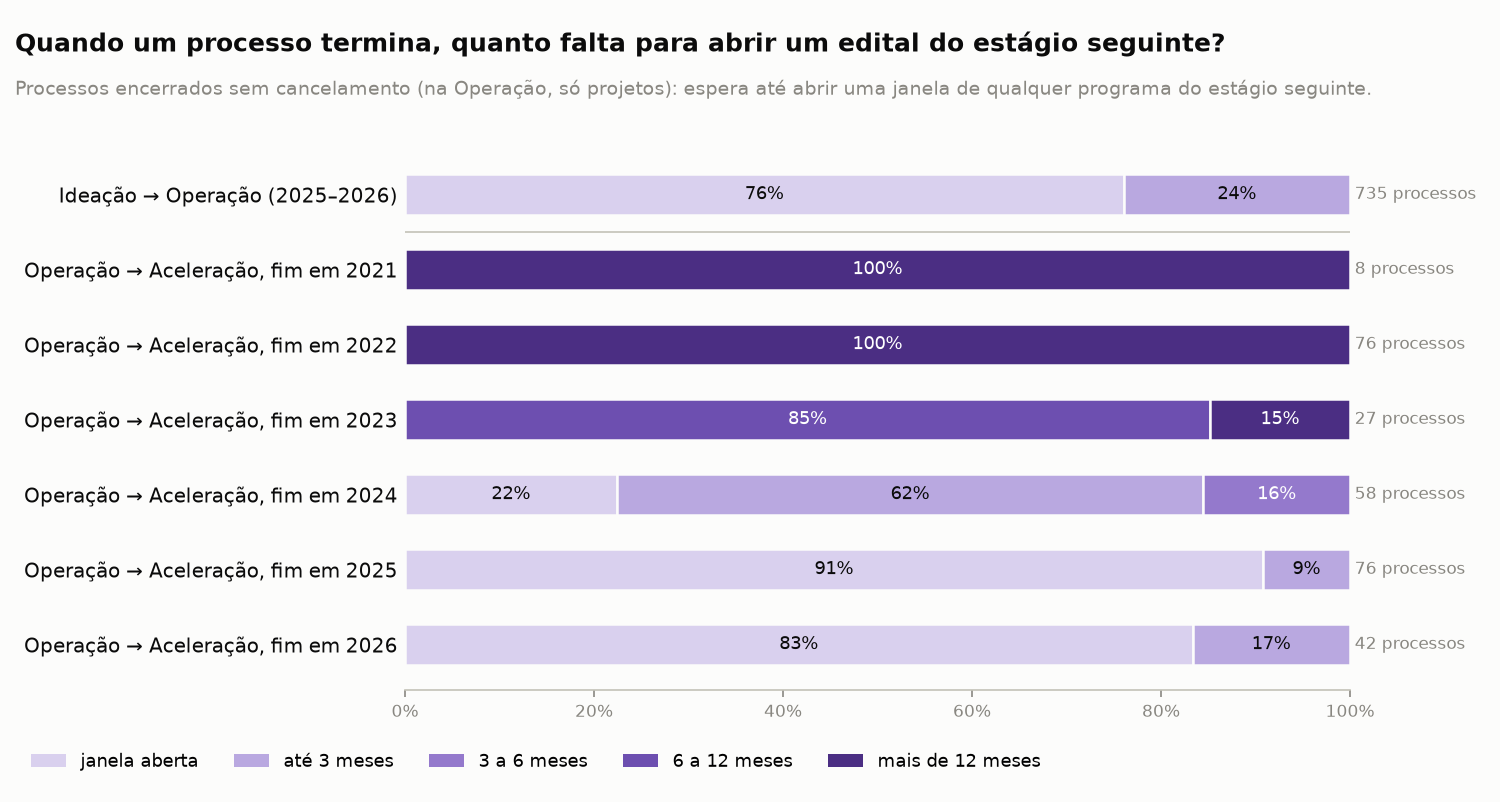 Quando um processo termina, quanto falta para abrir um edital do estágio seguinte?
Processos encerrados sem cancelamento (na Operação, só projetos): espera até abrir uma janela de qualquer programa do estágio seguinte.
Ideação → Operação (2025–2026) 76% 24% 735 processos
Operação → Aceleração, fim em 2021 100% 8 processos
Operação → Aceleração, fim em 2022 100% 76 processos
Operação → Aceleração, fim em 2023 85% 15% 27 processos
Operação → Aceleração, fim em 2024 22% 62% 16% 58 processos
Operação → Aceleração, fim em 2025 91% 9% 76 processos
Operação → Aceleração, fim em 2026 83% 17% 42 processos
0% 20% 40% 60% 80% 100%
janela aberta até 3 meses 3 a 6 meses 6 a 12 meses mais de 12 meses